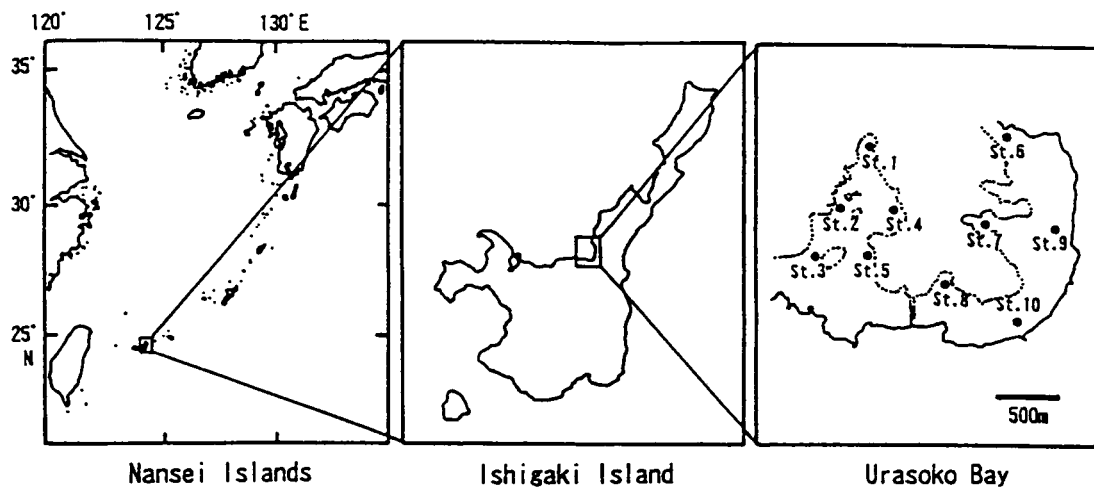 120° 125° 130°E
35°
30°
25°
N
St.1
St.2
St.3
St.4
St.5
St.6
St.7
St.8
St.9
St.10
500m
Nansei Islands
Ishigaki Island
Urasoko Bay